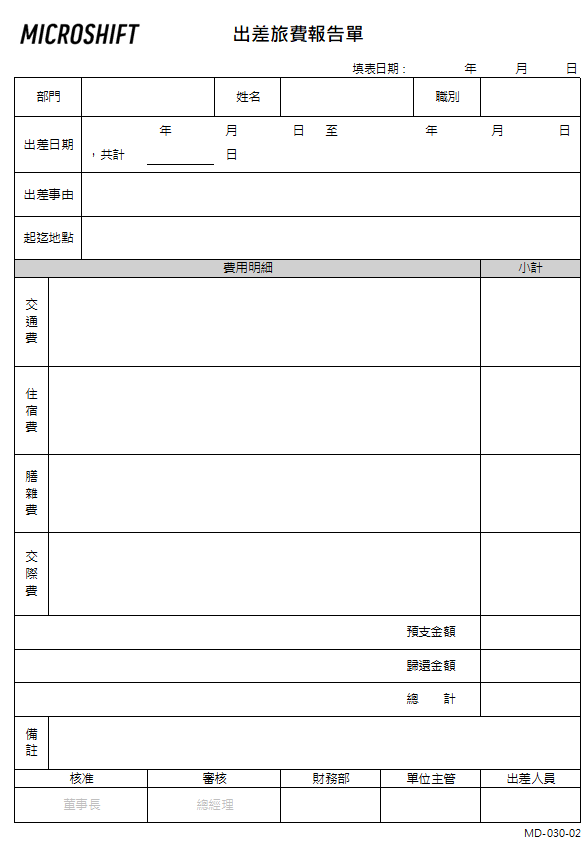 MICROSHIFT
出差旅費報告單
填表日期： 年 月 日
部門 姓名 職別
出差日期
年 月 日 至 年 月 日
，共計 日
出差事由
起迄地點
費用明細 小計
交通費
住宿費
膳雜費
交際費
預支金額
歸還金額
總 計
備註
核准 審核 財務部 單位主管 出差人員
董事長 總經理
MD-030-02